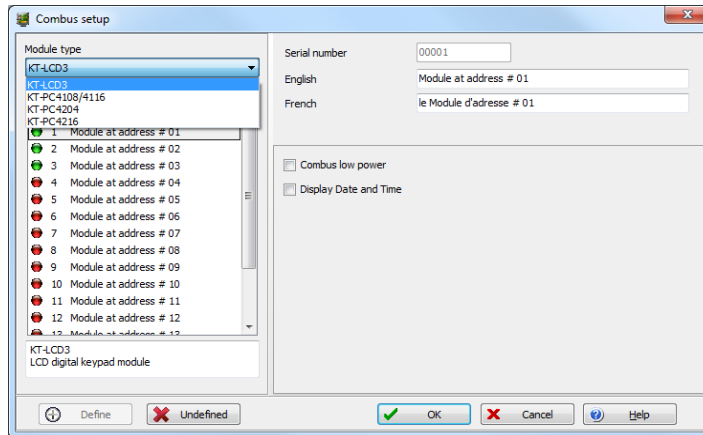 Combus setup
Module type
KT-LCD3
KT-LCD3
KT-PC4108/4116
KT-PC4204
KT-PC4216
1 Module at address # 01
2 Module at address # 02
3 Module at address # 03
4 Module at address # 04
5 Module at address # 05
6 Module at address # 06
7 Module at address # 07
8 Module at address # 08
9 Module at address # 09
10 Module at address # 10
11 Module at address # 11
12 Module at address # 12
13 Module at address # 13
KT-LCD3
LCD digital keypad module
Serial number 00001
English Module at address # 01
French le Module d'adresse # 01
Combus low power
Display Date and Time
Define Undefined OK Cancel Help